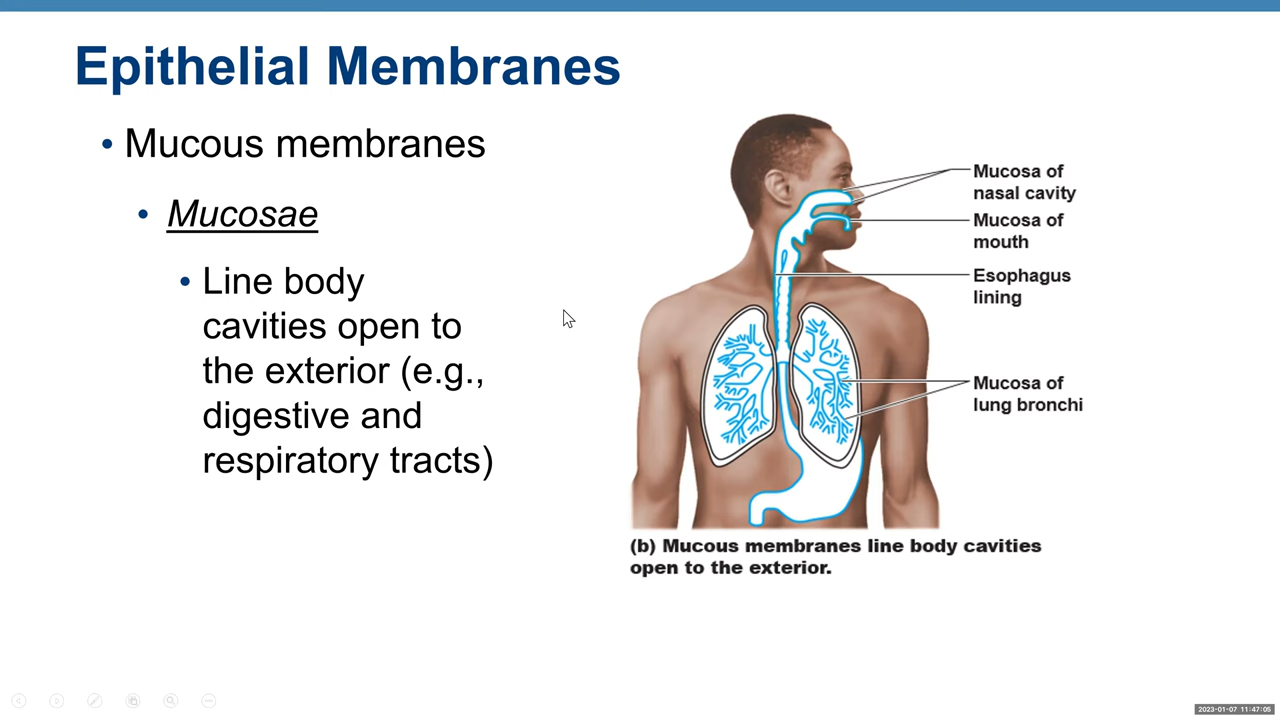 Epithelial Membranes
• Mucous membranes
• Mucosae
• Line body
cavities open to
the exterior (e.g.,
digestive and
respiratory tracts)
Mucosa of
nasal cavity
Mucosa of
mouth
Esophagus
lining
Mucosa of
lung bronchi
(b) Mucous membranes line body cavities
open to the exterior.
2023-01-07 11:47:05